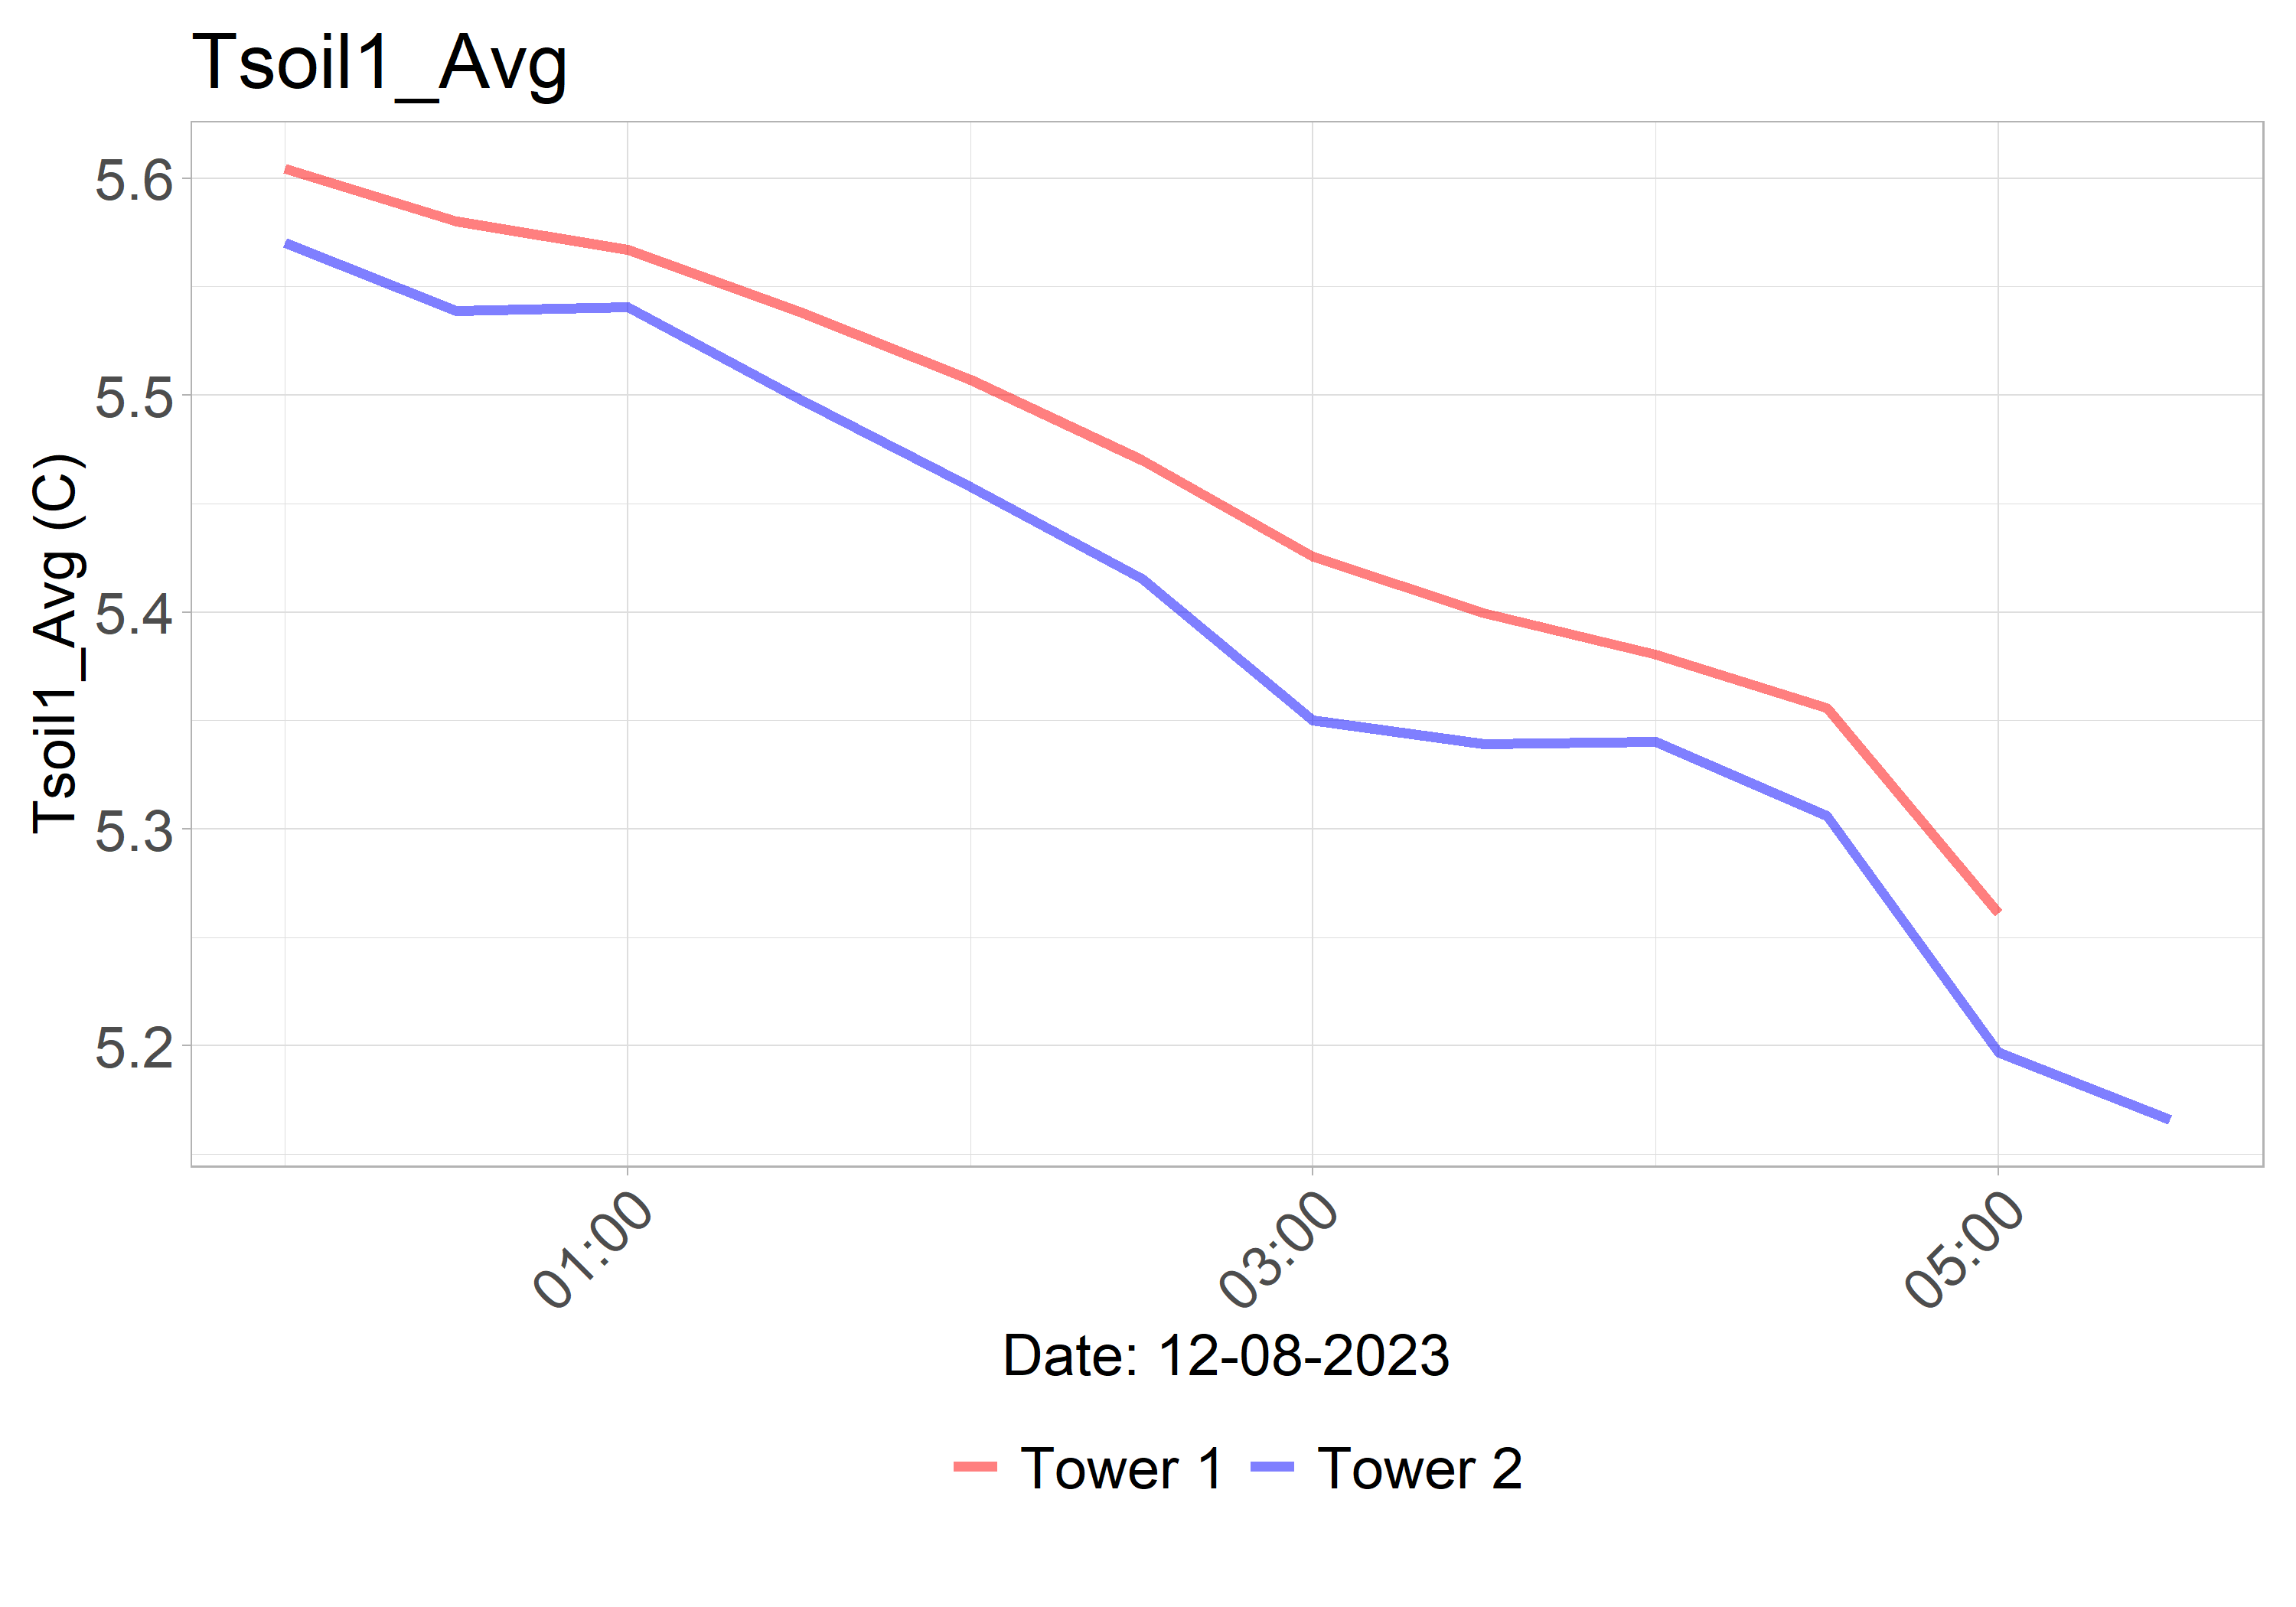 Tsoil1_Avg
Tsoil1_Avg (C)
5.6
5.5
5.4
5.3
5.2
01:00
03:00
05:00
Date: 12-08-2023
Tower 1
Tower 2